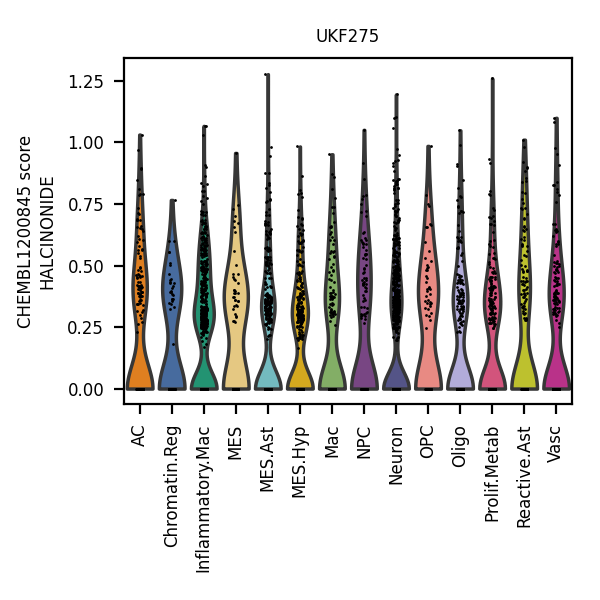 UKF275
CHEMBL1200845 score
HALCINONIDE
1.25
1.00
0.75
0.50
0.25
0.00
AC
Chromatin.Reg
Inflammatory.Mac
MES
MES.Ast
MES.Hyp
Mac
NPC
Neuron
OPC
Oligo
Prolif.Metab
Reactive.Ast
Vasc